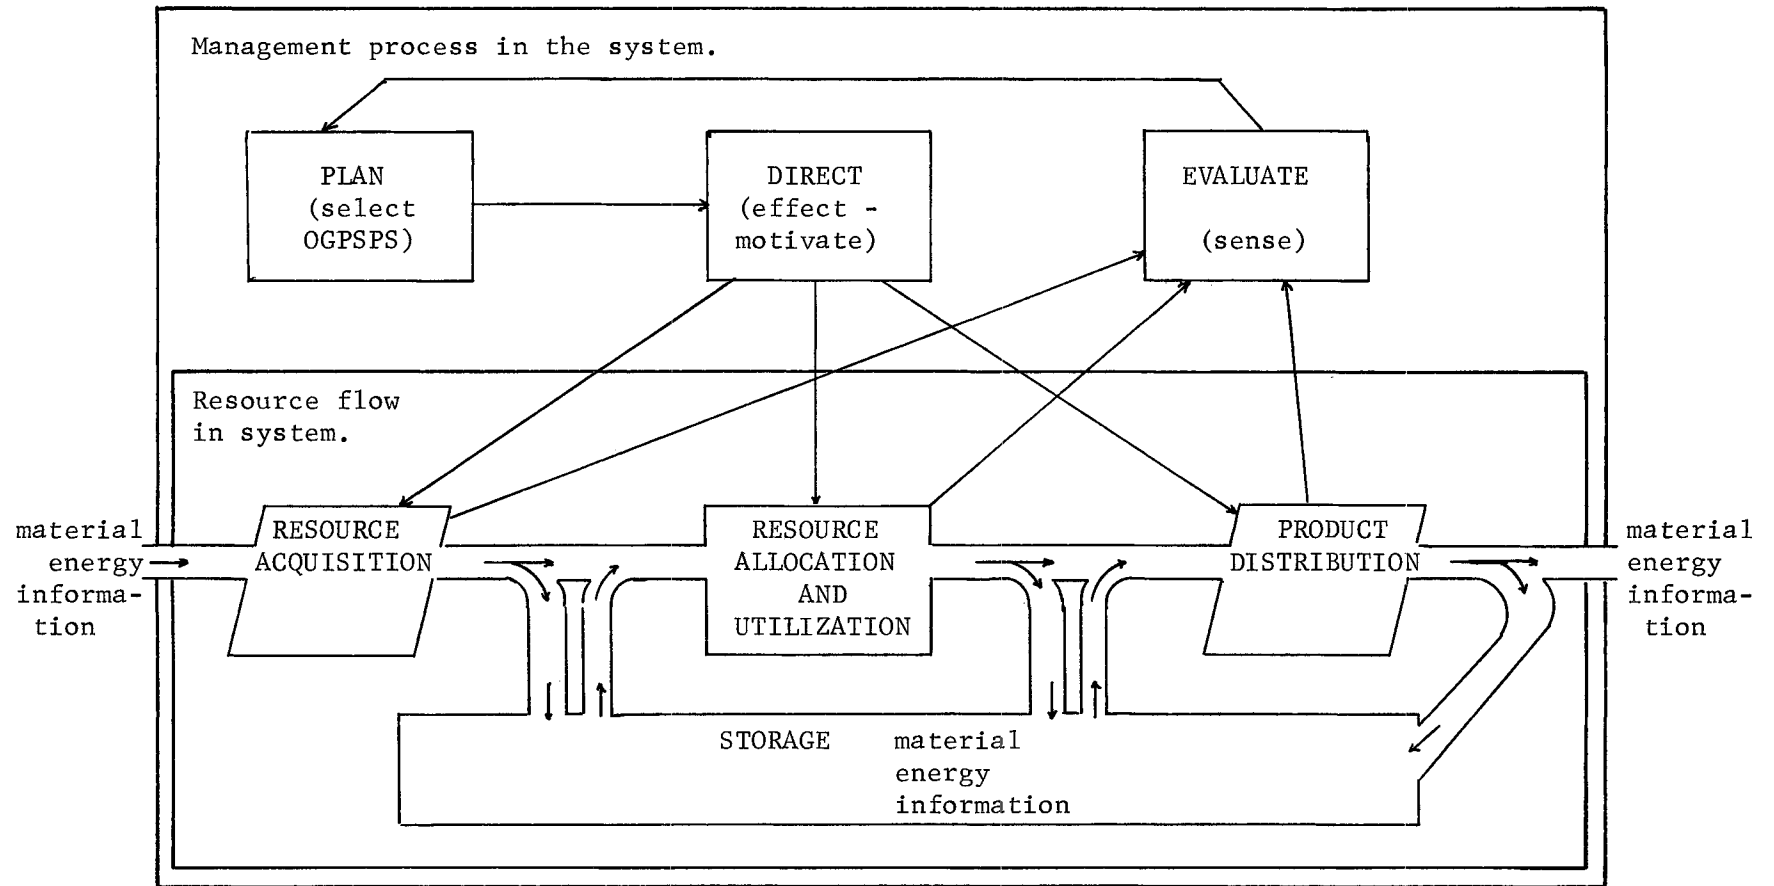 Management process in the system.
PLAN
(select
OGPSPS)
DIRECT
(effect -
motivate)
EVALUATE
(sense)
Resource flow
in system.
material
energy
informa-
tion
RESOURCE
ACQUISITION
RESOURCE
ALLOCATION
AND
UTILIZATION
PRODUCT
DISTRIBUTION
material
energy
informa-
tion
STORAGE material
energy
information